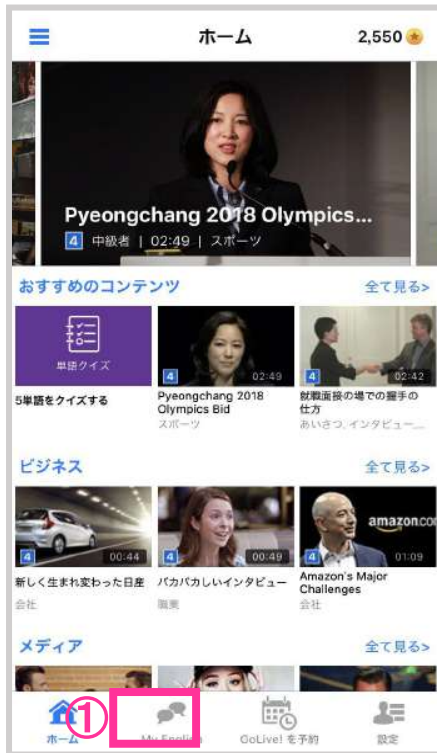 ホーム
2,550
Pyeongchang 2018 Olympics...
4 中級者 | 02:49 | スポーツ
おすすめのコンテンツ 全て見る>
単語クイズ
5単語をクイズする
4 02:49
Pyeongchang 2018
Olympics Bid
スポーツ
4 02:42
就職面接の場での握手の
仕方
あいさつ, インタビュー,...
ビジネス 全て見る>
4 00:44
新しく生まれ変わった日産
会社
4 00:49
バカバカしいインタビュー
職業
amazon.co
4 01:09
Amazon's Major
Challenges
会社
メディア 全て見る>
①
ホーム
My English
GoLive! を予約
設定